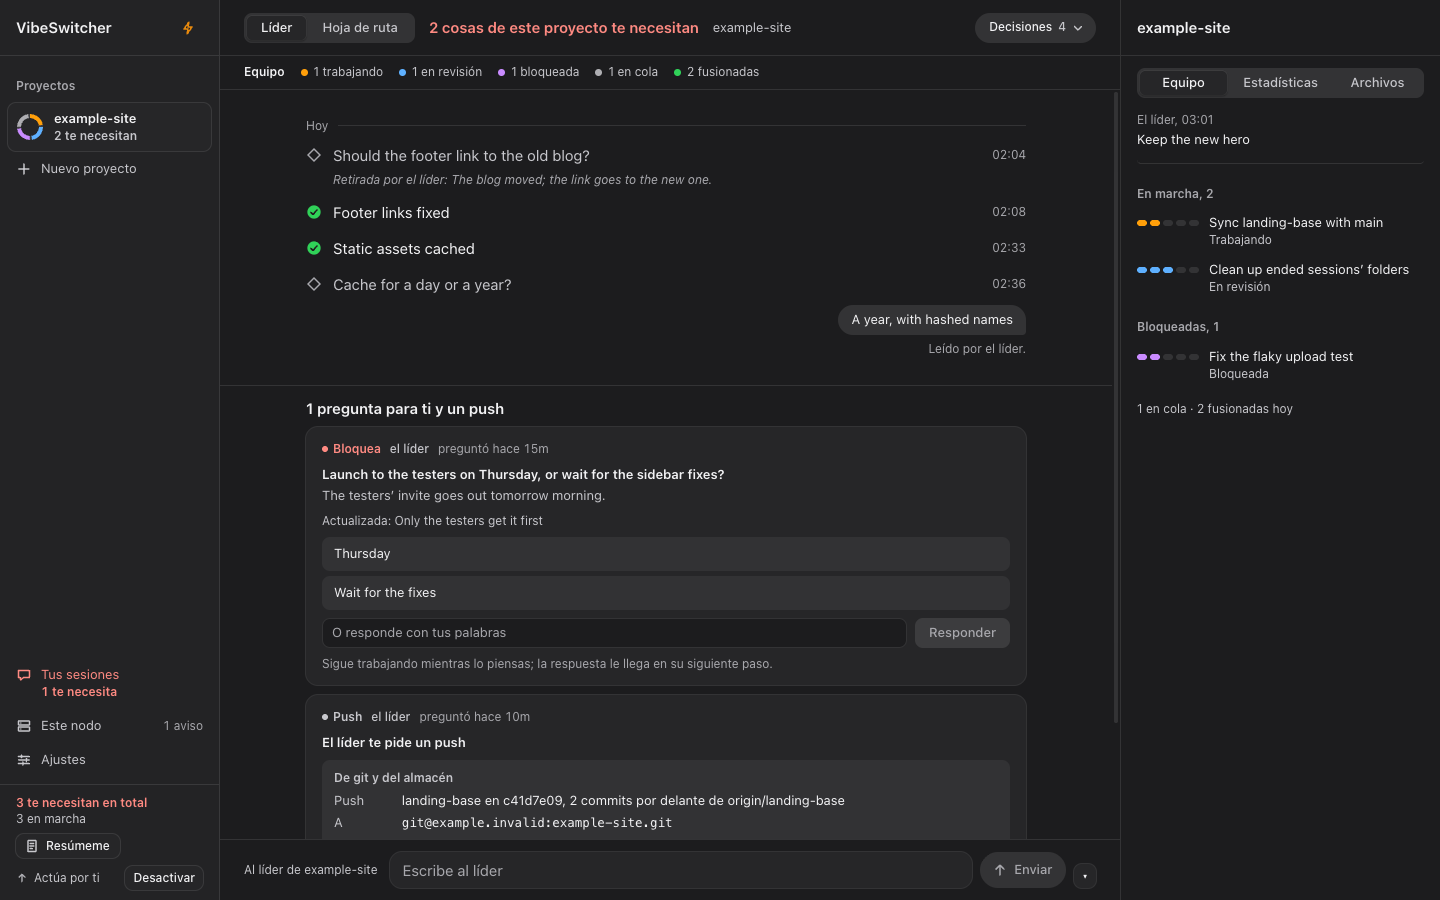 VibeSwitcher
Proyectos
example-site
2 te necesitan
Nuevo proyecto
Tus sesiones
1 te necesita
Este nodo
1 aviso
Ajustes
3 te necesitan en total
3 en marcha
Resúmeme
Actúa por ti
Desactivar
Líder
Hoja de ruta
2 cosas de este proyecto te necesitan
example-site
Decisiones 4
Equipo
1 trabajando
1 en revisión
1 bloqueada
1 en cola
2 fusionadas
Hoy
Should the footer link to the old blog?
02:04
Retirada por el líder: The blog moved; the link goes to the new one.
Footer links fixed
02:08
Static assets cached
02:33
Cache for a day or a year?
02:36
A year, with hashed names
Leído por el líder.
1 pregunta para ti y un push
Bloquea el líder preguntó hace 15m
Launch to the testers on Thursday, or wait for the sidebar fixes?
The testers’ invite goes out tomorrow morning.
Actualizada: Only the testers get it first
Thursday
Wait for the fixes
O responde con tus palabras
Responder
Sigue trabajando mientras lo piensas; la respuesta le llega en su siguiente paso.
Push el líder preguntó hace 10m
El líder te pide un push
De git y del almacén
Push landing-base en c41d7e09, 2 commits por delante de origin/landing-base
A git@example.invalid:example-site.git
Al líder de example-site
Escribe al líder
Enviar
example-site
Equipo
Estadísticas
Archivos
El líder, 03:01
Keep the new hero
En marcha, 2
Sync landing-base with main
Trabajando
Clean up ended sessions’ folders
En revisión
Bloqueadas, 1
Fix the flaky upload test
Bloqueada
1 en cola · 2 fusionadas hoy